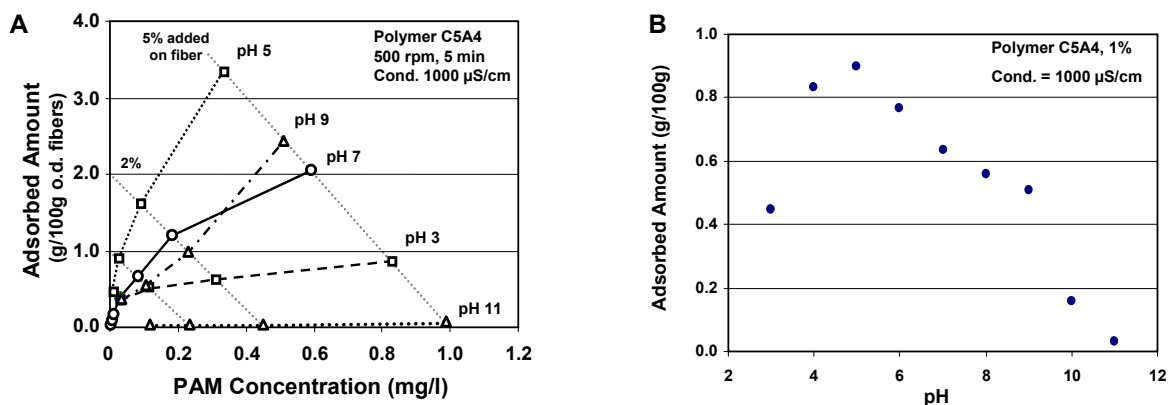 A
Adsorbed Amount
(g/100g o.d. fibers)
4.0
3.0
2.0
1.0
0.0
5% added
on fiber
pH 5
Polymer C5A4
500 rpm, 5 min
Cond. 1000 µS/cm
pH 9
2%
pH 7
pH 3
pH 11
0
0.2
0.4
0.6
0.8
1.0
1.2
PAM Concentration (mg/l)
B
Adsorbed Amount (g/100g)
1.0
0.8
0.6
0.4
0.2
0.0
Polymer C5A4, 1%
Cond. = 1000 µS/cm
2
4
6
8
10
12
pH